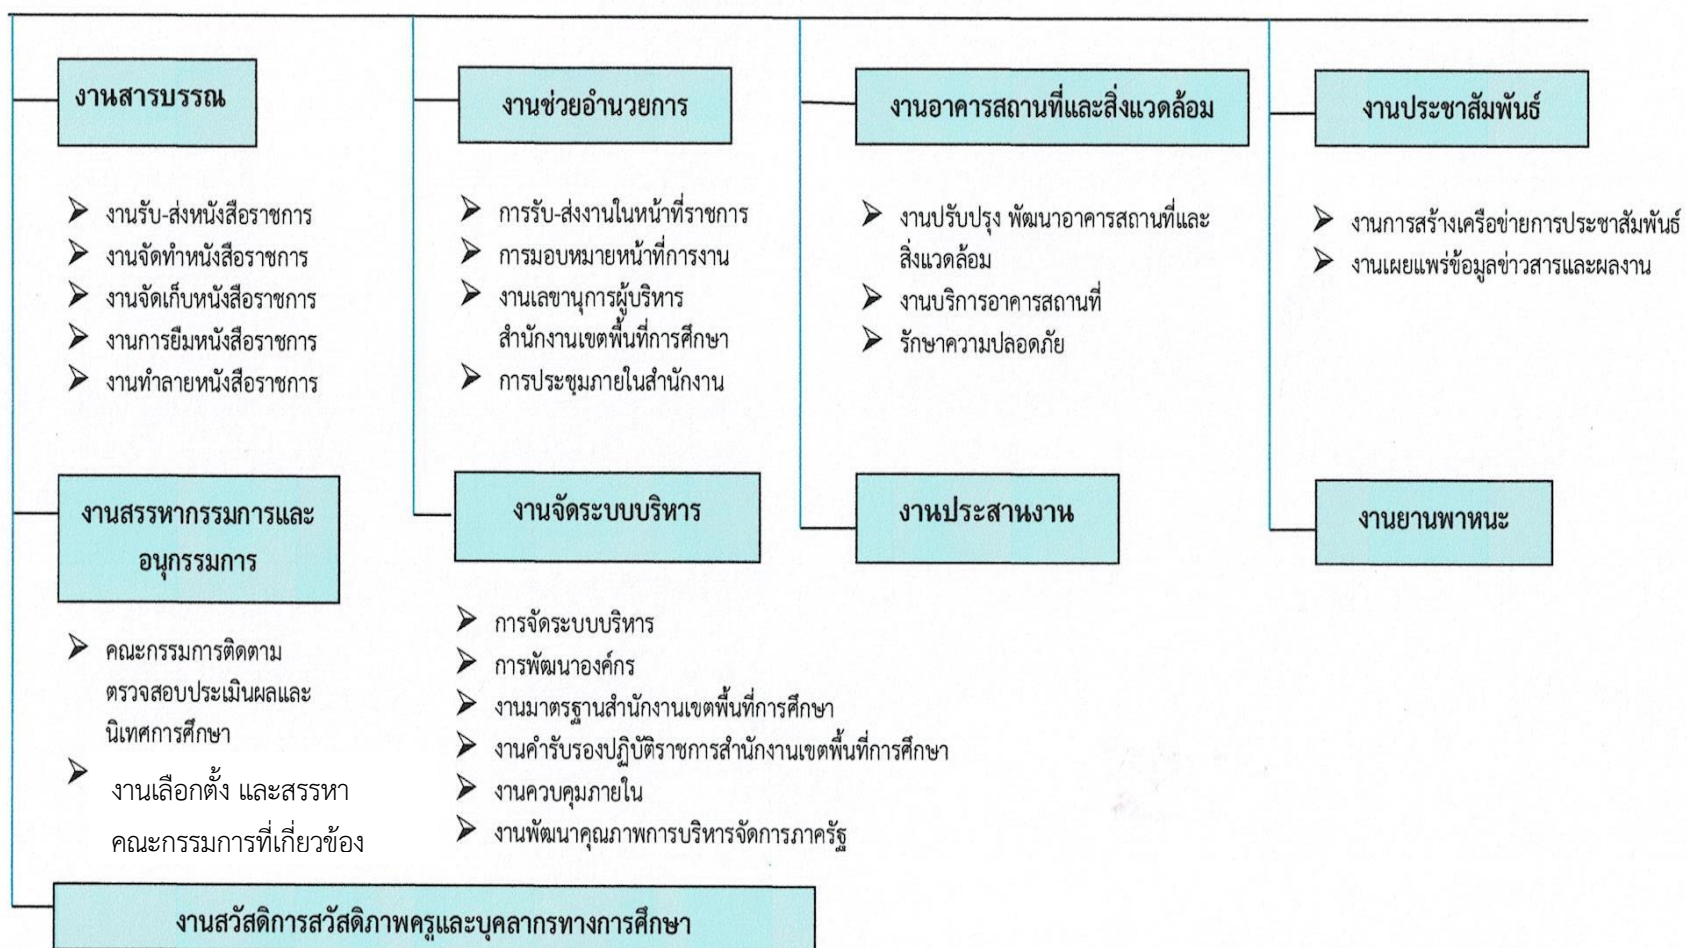 งานสารบรรณ
งานรับ-ส่งหนังสือราชการ
งานจัดทำหนังสือราชการ
งานจัดเก็บหนังสือราชการ
งานการยืมหนังสือราชการ
งานทำลายหนังสือราชการ
งานช่วยอำนวยการ
การรับ-ส่งงานในหน้าที่ราชการ
การมอบหมายหน้าที่การงาน
งานเลขานุการผู้บริหาร
สำนักงานเขตพื้นที่การศึกษา
การประชุมภายในสำนักงาน
งานอาคารสถานที่และสิ่งแวดล้อม
งานปรับปรุง พัฒนาอาคารสถานที่และ
สิ่งแวดล้อม
งานบริการอาคารสถานที่
รักษาความปลอดภัย
งานประชาสัมพันธ์
งานการสร้างเครือข่ายการประชาสัมพันธ์
งานเผยแพร่ข้อมูลข่าวสารและผลงาน
งานสรรหากรรมการและ
อนุกรรมการ
คณะกรรมการติดตาม
ตรวจสอบประเมินผลและ
นิเทศการศึกษา
งานเลือกตั้ง และสรรหา
คณะกรรมการที่เกี่ยวข้อง
งานจัดระบบบริหาร
การจัดระบบบริหาร
การพัฒนาองค์กร
งานมาตรฐานสำนักงานเขตพื้นที่การศึกษา
งานคำรับรองปฏิบัติราชการสำนักงานเขตพื้นที่การศึกษา
งานควบคุมภายใน
งานพัฒนาคุณภาพการบริหารจัดการภาครัฐ
งานประสานงาน
งานยานพาหนะ
งานสวัสดิการสวัสดิภาพครูและบุคลากรทางการศึกษา